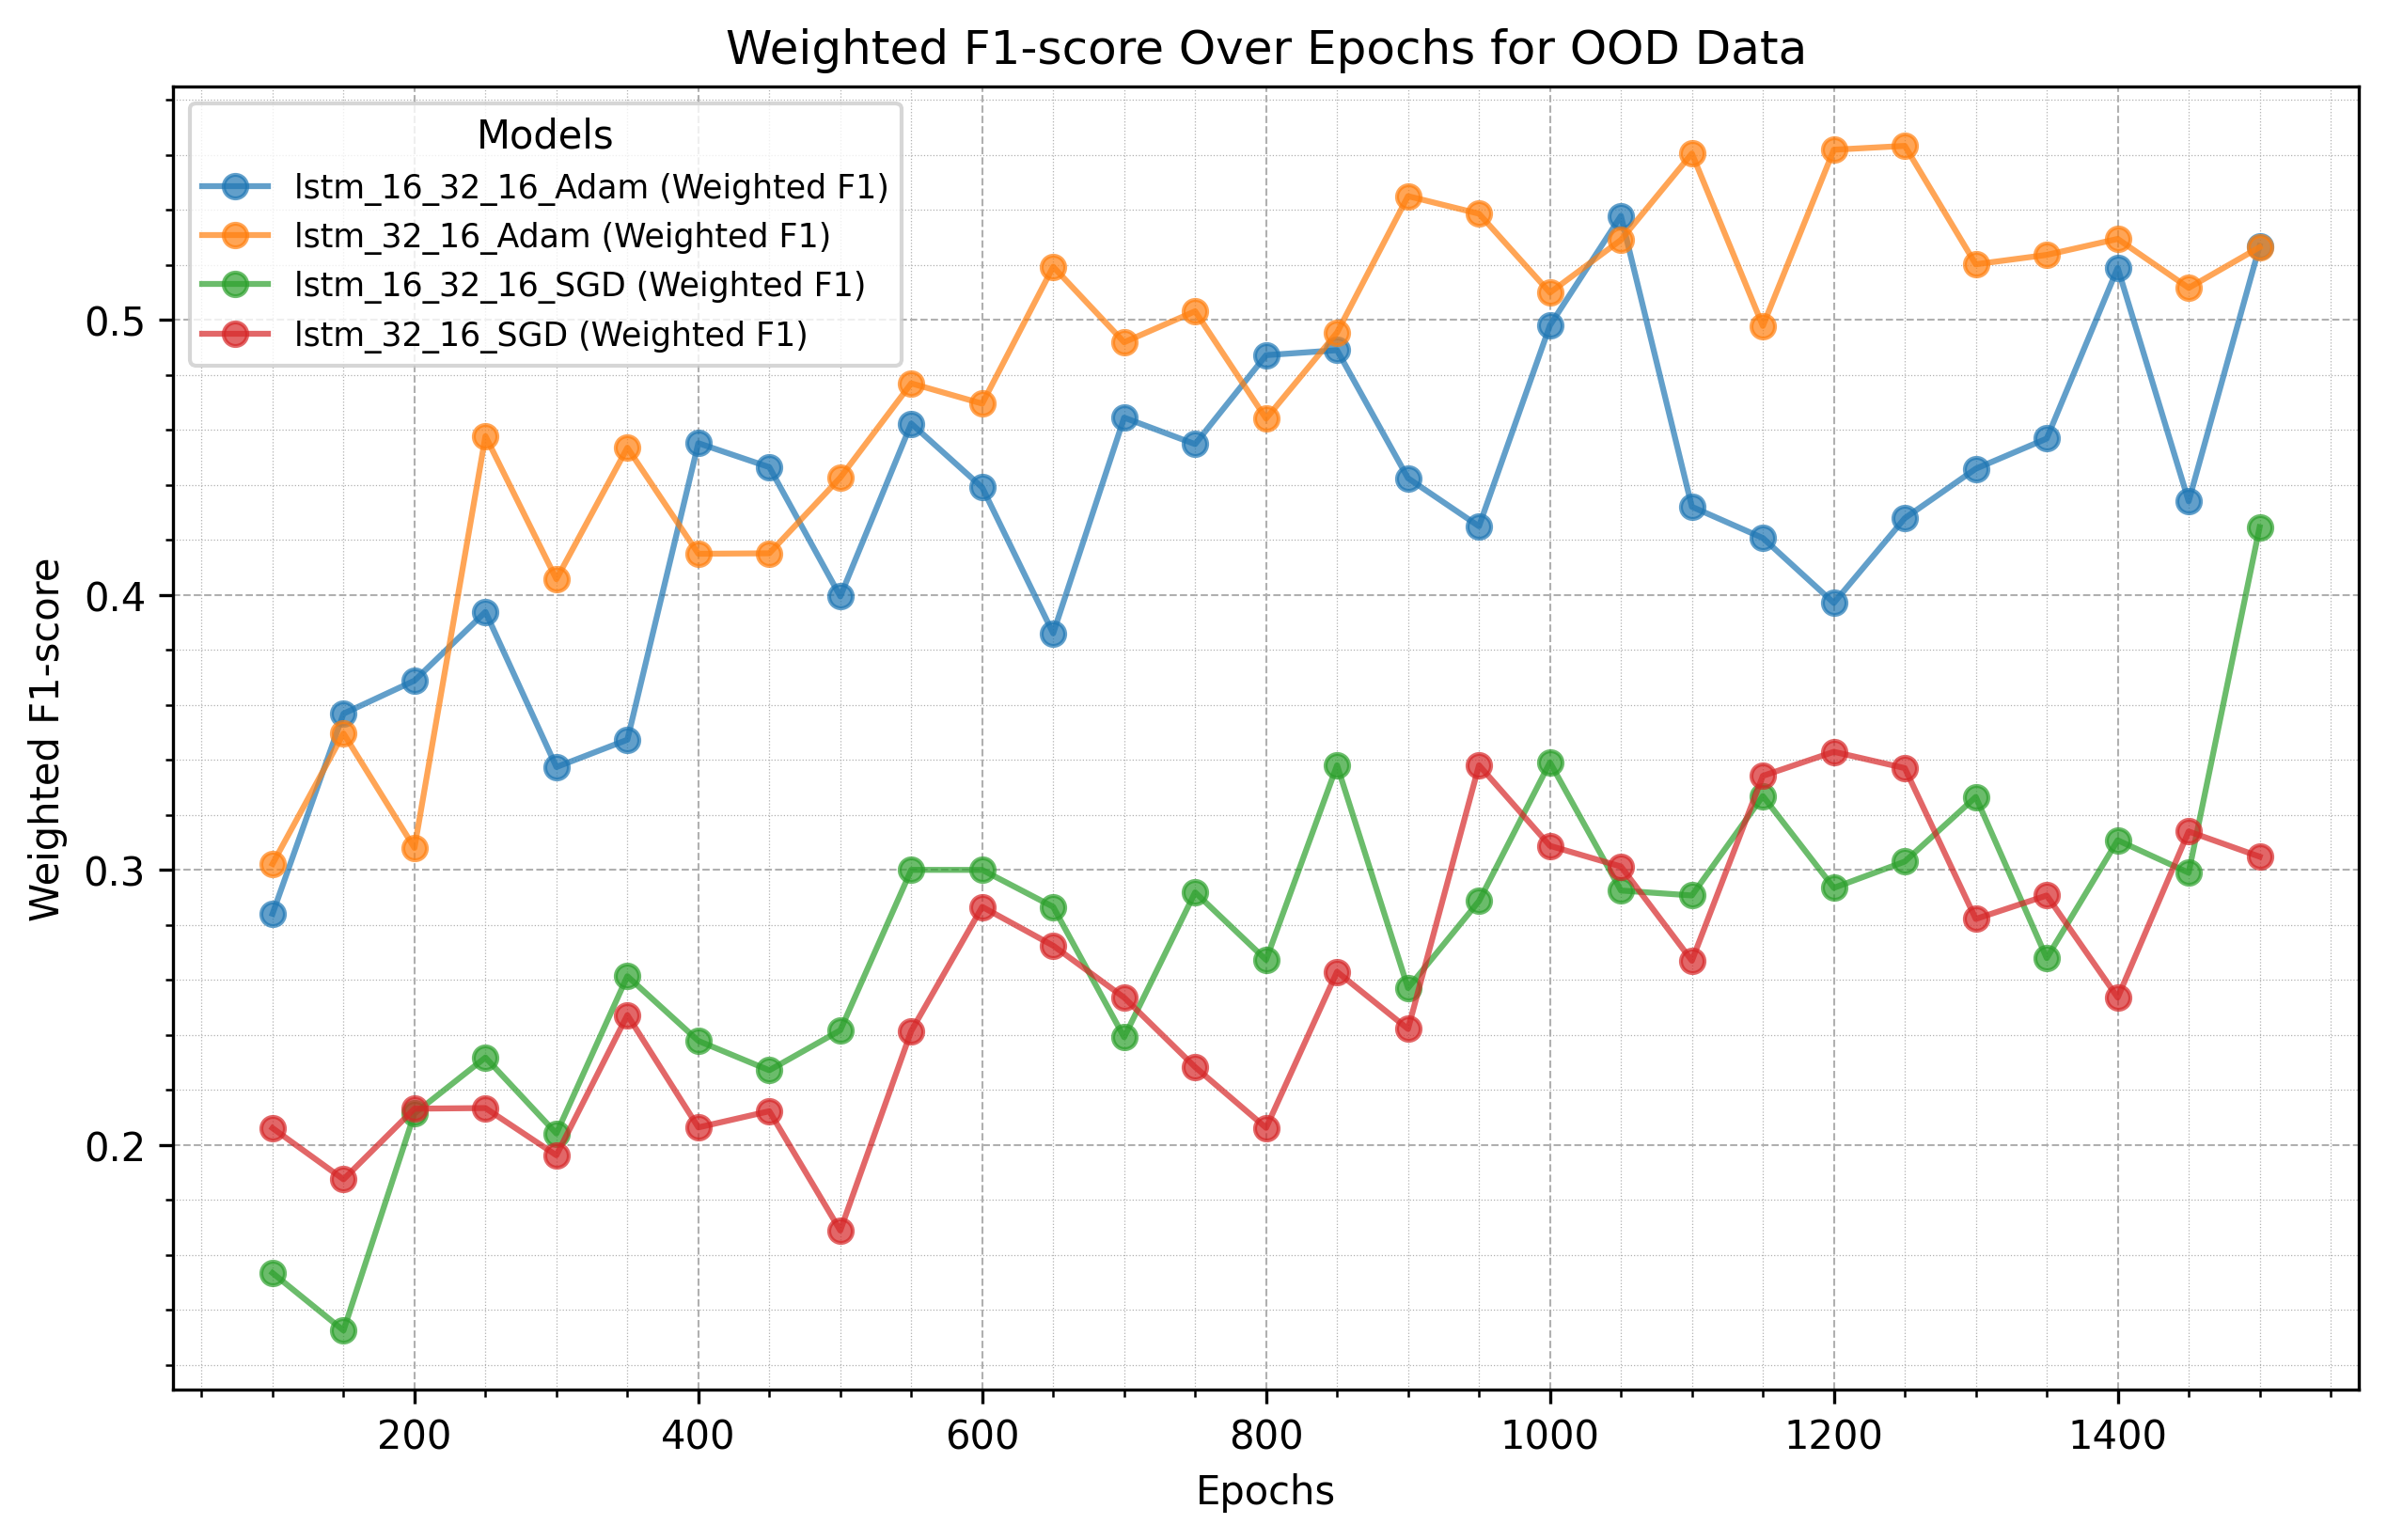 Weighted F1-score Over Epochs for OOD Data
Models
lstm_16_32_16_Adam (Weighted F1)
lstm_32_16_Adam (Weighted F1)
lstm_16_32_16_SGD (Weighted F1)
lstm_32_16_SGD (Weighted F1)
Weighted F1-score
0.5
0.4
0.3
0.2
200 400 600 800 1000 1200 1400
Epochs